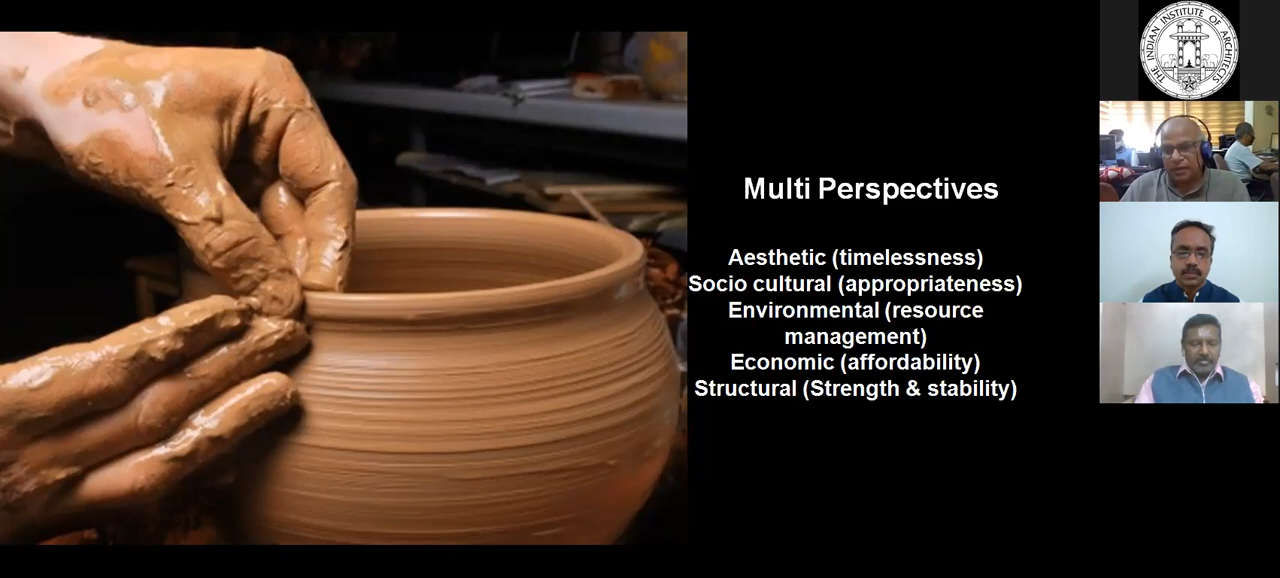 Multi Perspectives
Aesthetic (timelessness)
Socio cultural (appropriateness)
Environmental (resource
management)
Economic (affordability)
Structural (Strength & stability)
THE INDIAN INSTITUTE OF ARCHITECTS